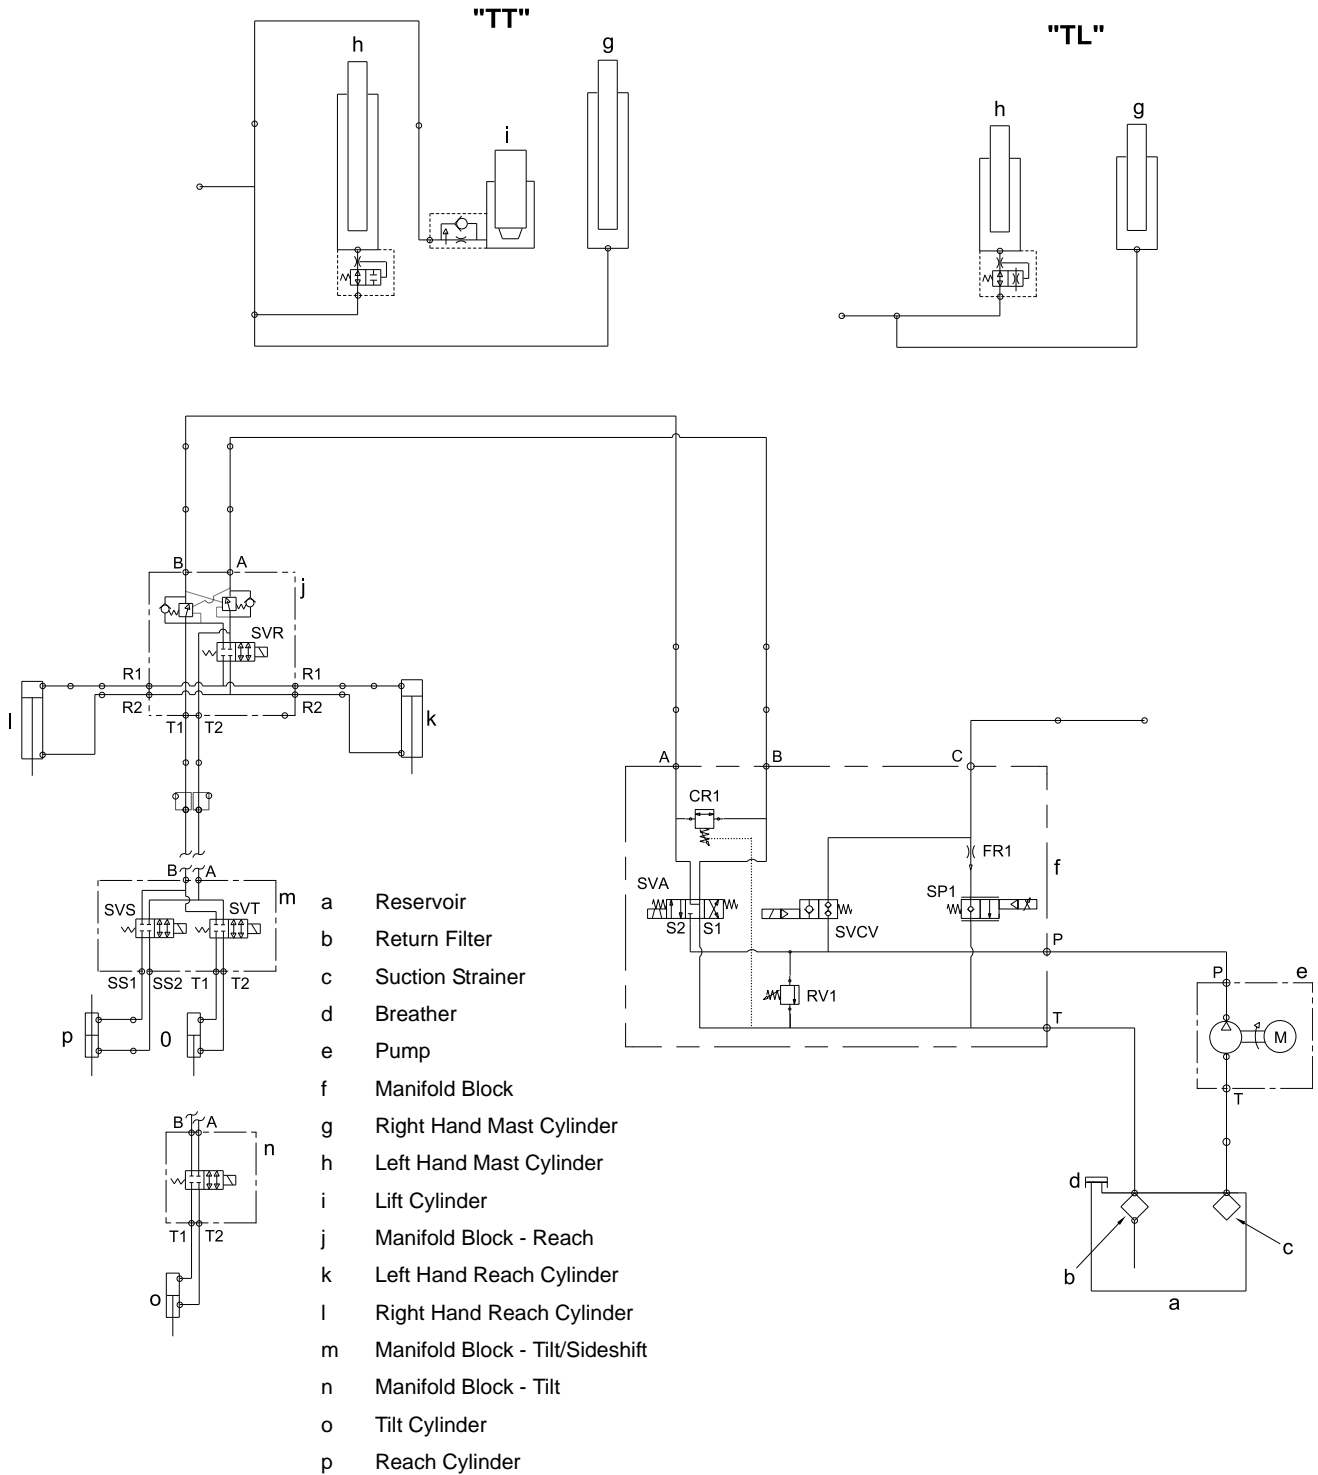 "TT"
"TL"
h
g
i
h
g
B
A
j
SVR
R1
R1
R2
R2
l
k
T1
T2
A
B
C
CR1
FR1
f
SVA
SP1
S2
S1
SVCV
P
RV1
T
P
e
M
T
d
b
c
a
B
A
m
SVS
SVT
SS1
SS2
T1
T2
p
0
B
A
n
T1
T2
o
a Reservoir
b Return Filter
c Suction Strainer
d Breather
e Pump
f Manifold Block
g Right Hand Mast Cylinder
h Left Hand Mast Cylinder
i Lift Cylinder
j Manifold Block - Reach
k Left Hand Reach Cylinder
l Right Hand Reach Cylinder
m Manifold Block - Tilt/Sideshift
n Manifold Block - Tilt
o Tilt Cylinder
p Reach Cylinder